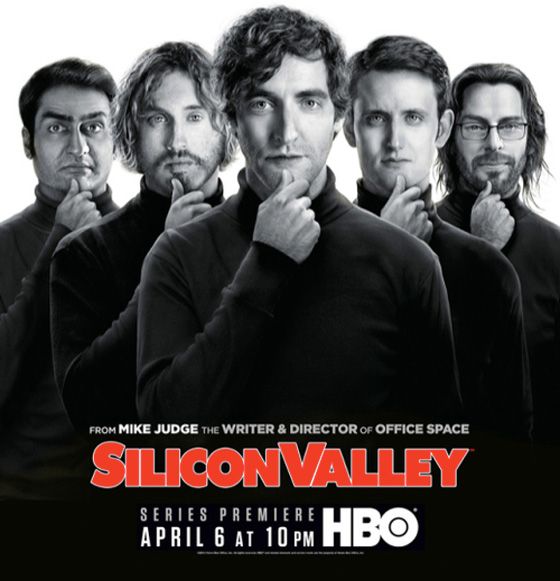 FROM MIKE JUDGE THE WRITER & DIRECTOR OF OFFICE SPACE
SILICON VALLEY
SERIES PREMIERE
APRIL 6 AT 10PM HBO